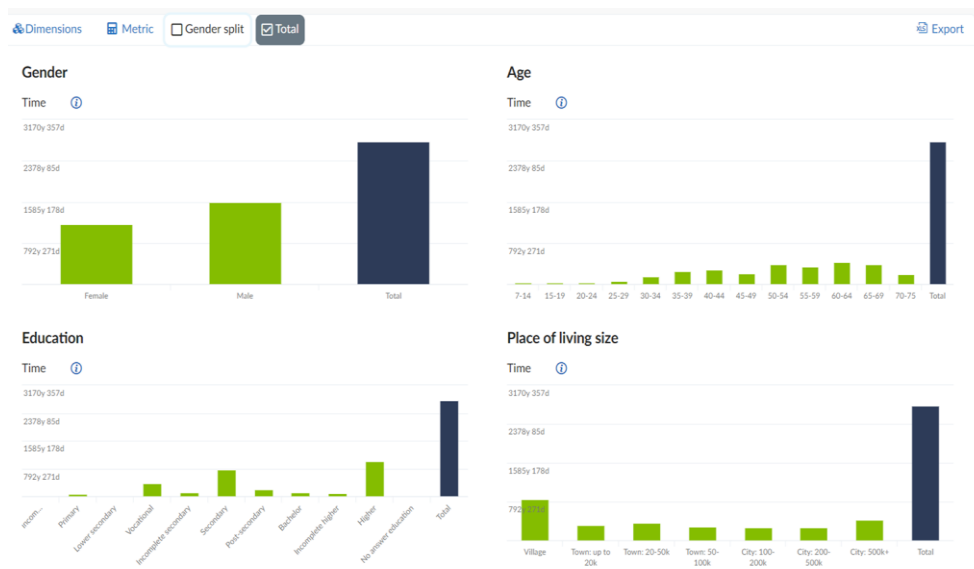 Dimensions Metric Gender split Total Export
Gender
Time
3170y 357d
2378y 85d
1585y 178d
792y 271d
Female Male Total
Age
Time
3170y 357d
2378y 85d
1585y 178d
792y 271d
7-14 15-19 20-24 25-29 30-34 35-39 40-44 45-49 50-54 55-59 60-64 65-69 70-75 Total
Education
Time
3170y 357d
2378y 85d
1585y 178d
792y 271d
incom... Primary Lower secondary Vocational Incomplete secondary Secondary Post-secondary Bachelor Incomplete higher Higher No answer education Total
Place of living size
Time
3170y 357d
2378y 85d
1585y 178d
792y 271d
Village Town: up to Town: 20-50k Town: 50- City: 100- City: 200- City: 500k+ Total
20k 100k 200k 500k